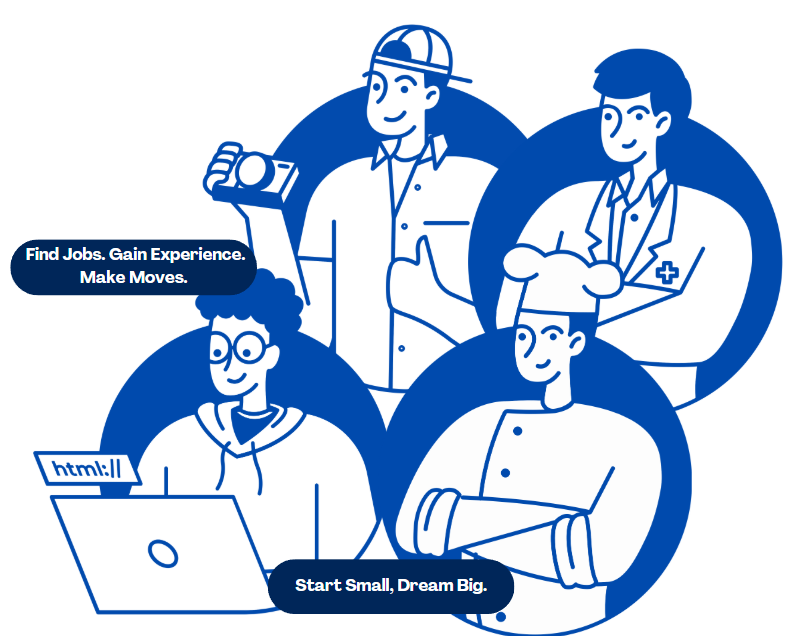 Find Jobs. Gain Experience.
Make Moves.
html://
Start Small, Dream Big.